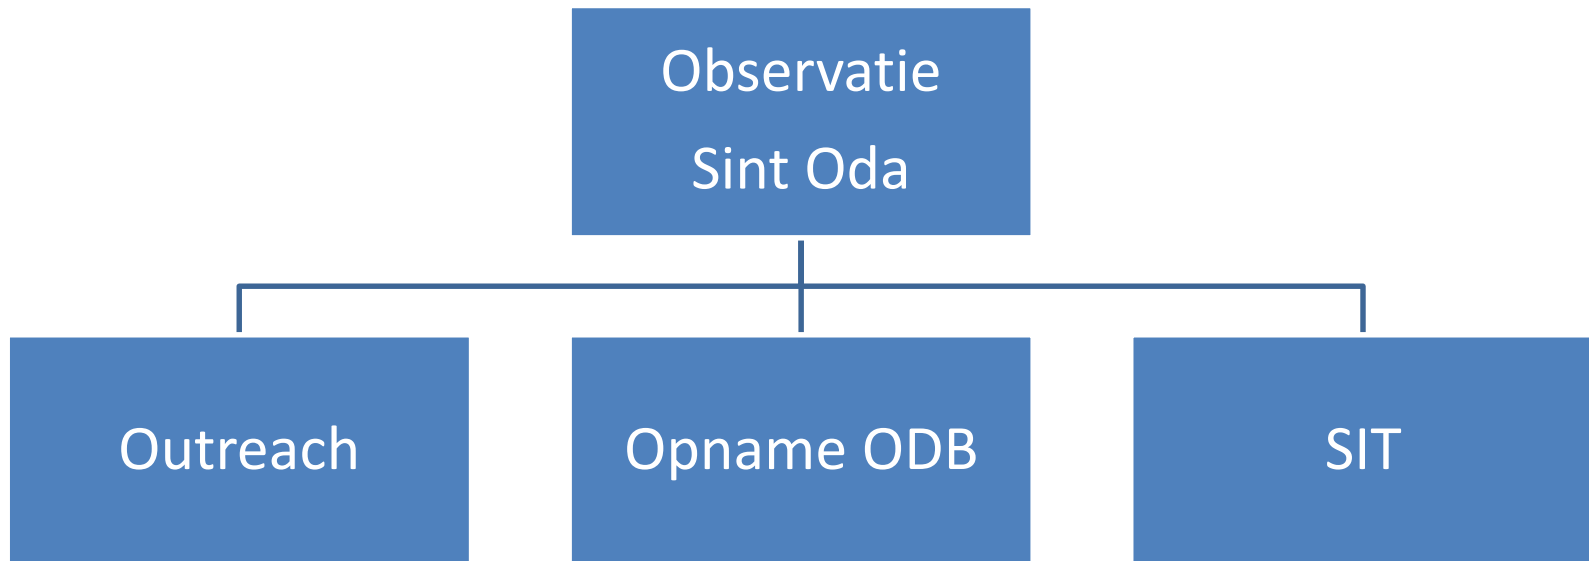 Observatie
Sint Oda
Outreach
Opname ODB
SIT